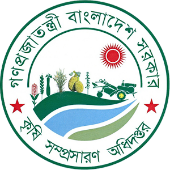 গণপ্রজাতন্ত্রী বাংলাদেশ সরকার
কৃষি সম্প্রসারণ অধিদপ্তর